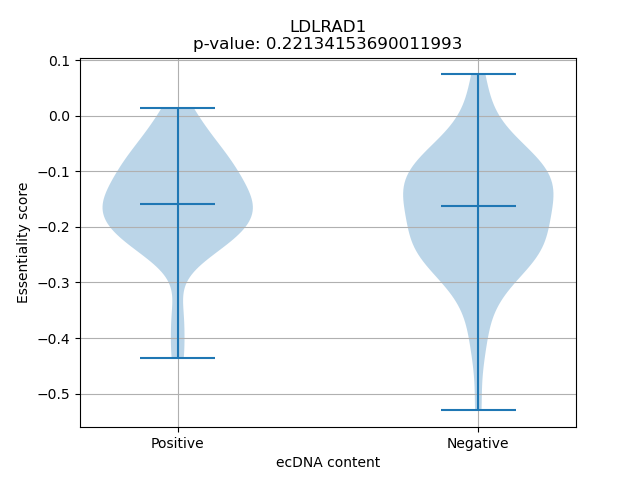 LDLRAD1
p-value: 0.22134153690011993
0.1
0.0
−0.1
−0.2
−0.3
−0.4
−0.5
Essentiality score
Positive
Negative
ecDNA content